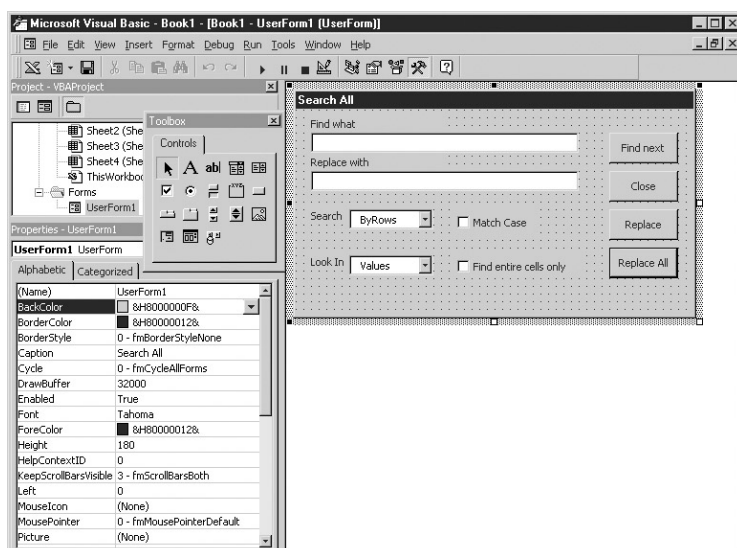 Microsoft Visual Basic - Book1 - [Book1 - UserForm1 (UserForm)]
File Edit View Insert Format Debug Run Tools Window Help
Project - VBAProject
Sheet2 (She
Sheet3 (She
Sheet4 (She
ThisWorkboo
Forms
UserForm1
Toolbox
Controls
A ab|
XYZ
Properties - UserForm1
UserForm1 UserForm
Alphabetic Categorized
(Name) UserForm1
BackColor &H8000000F&
BorderColor &H80000012&
BorderStyle 0 - fmBorderStyleNone
Caption Search All
Cycle 0 - fmCycleAllForms
DrawBuffer 32000
Enabled True
Font Tahoma
ForeColor &H80000012&
Height 180
HelpContextID 0
KeepScrollBarsVisible 3 - fmScrollBarsBoth
Left 0
MouseIcon (None)
MousePointer 0 - fmMousePointerDefault
Picture (None)
Search All
Find what
Find next
Replace with
Close
Search ByRows Match Case Replace
Look In Values Find entire cells only Replace All